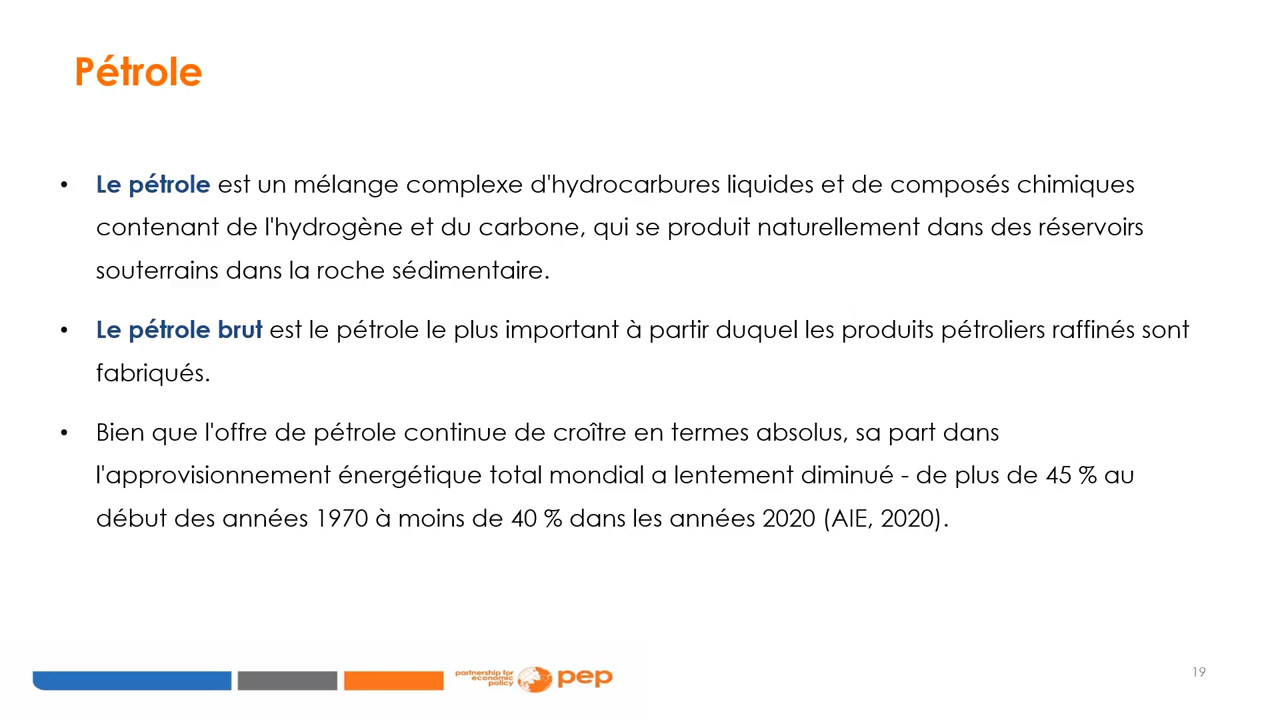 Pétrole
• Le pétrole est un mélange complexe d'hydrocarbures liquides et de composés chimiques
contenant de l'hydrogène et du carbone, qui se produit naturellement dans des réservoirs
souterrains dans la roche sédimentaire.
• Le pétrole brut est le pétrole le plus important à partir duquel les produits pétroliers raffinés sont
fabriqués.
• Bien que l'offre de pétrole continue de croître en termes absolus, sa part dans
l'approvisionnement énergétique total mondial a lentement diminué - de plus de 45 % au
début des années 1970 à moins de 40 % dans les années 2020 (AIE, 2020).
partnership for
economic
policy
pep
19